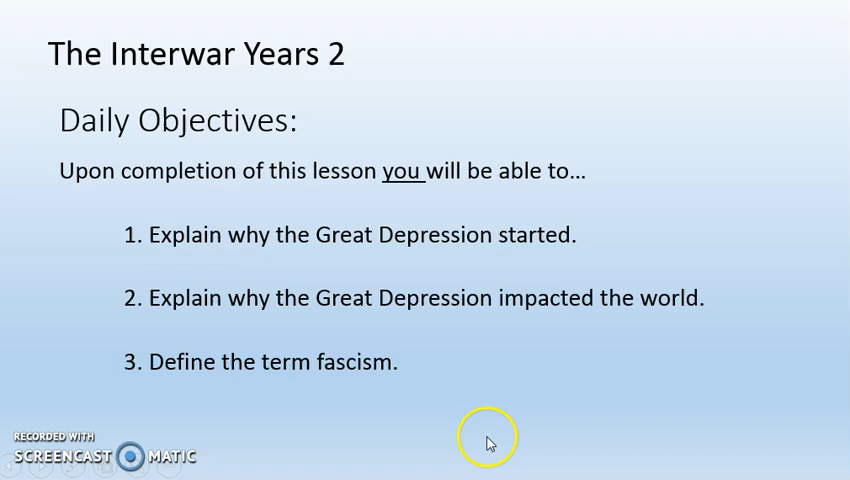 The Interwar Years 2
Daily Objectives:
Upon completion of this lesson you will be able to...
1. Explain why the Great Depression started.
2. Explain why the Great Depression impacted the world.
3. Define the term fascism.
RECORDED WITH
SCREENCAST MATIC